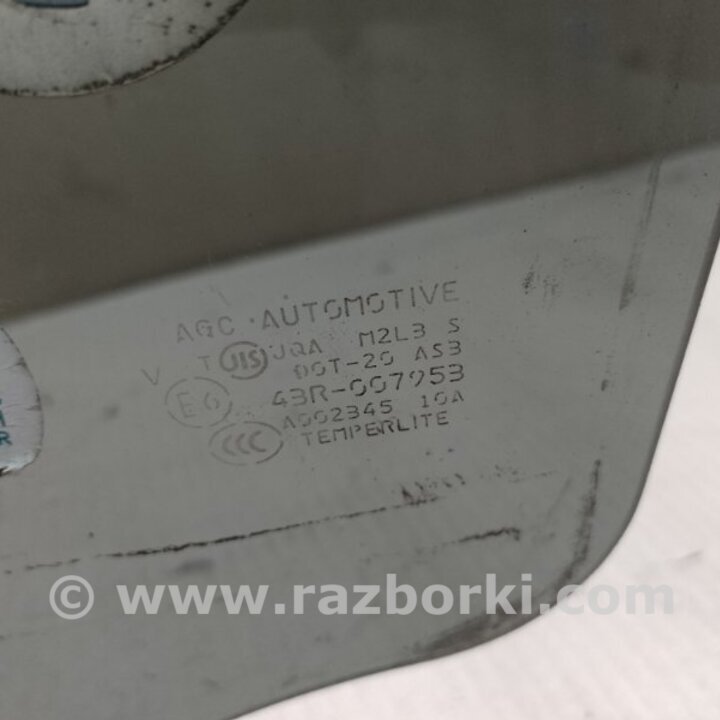 AGC AUTOMOTIVE
V T JIS JQA M2L3 S
DOT-20 AS3
E6 43R-007953
A002345 10A
CCC TEMPERLITE
R
© www.razborki.com